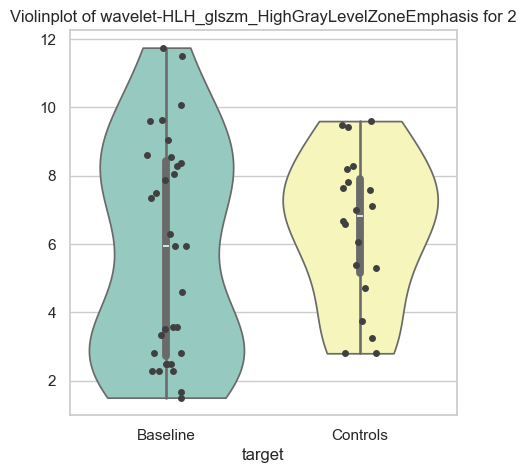 Violinplot of wavelet-HLH_glszm_HighGrayLevelZoneEmphasis for 2
12
10
8
6
4
2
Baseline
Controls
target